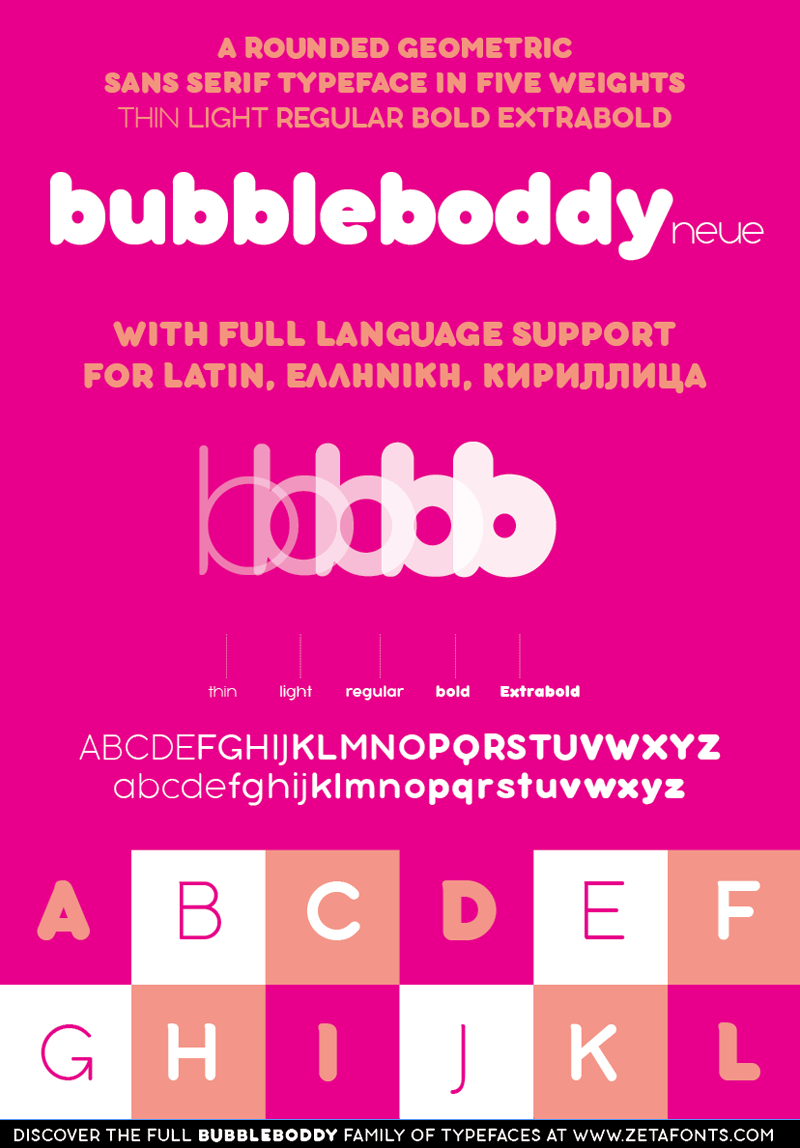 A ROUNDED GEOMETRIC
SANS SERIF TYPEFACE IN FIVE WEIGHTS
THIN LIGHT REGULAR BOLD EXTRABOLD
bubbleboddy neue
WITH FULL LANGUAGE SUPPORT
FOR LATIN, ΕΛΛΗΝΙΚΗ, КИРИЛЛИЦА
b b b b b
thin light regular bold Extrabold
ABCDEFGHIJKLMNOPQRSTUVWXYZ
abcdefghijklmnopqrstuvwxyz
A B C D E F
G H I J K L
DISCOVER THE FULL BUBBLEBODDY FAMILY OF TYPEFACES AT WWW.ZETAFONTS.COM